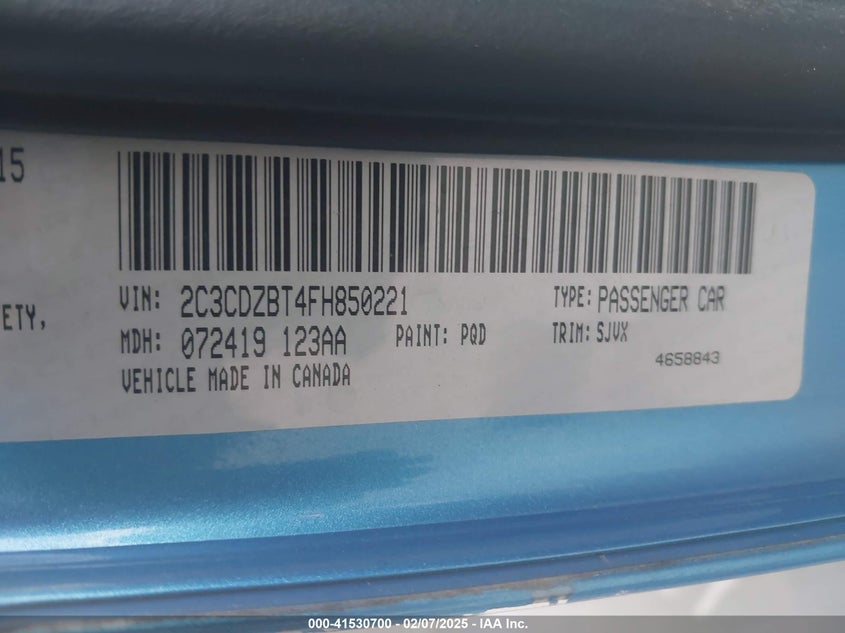 15
VIN: 2C3CDZBT4FH850221 TYPE: PASSENGER CAR
ETY,
MDH: 072419 123AA PAINT: PQD TRIM: SJVX
4658843
VEHICLE MADE IN CANADA
000-41530700 - 02/07/2025 - IAA Inc.